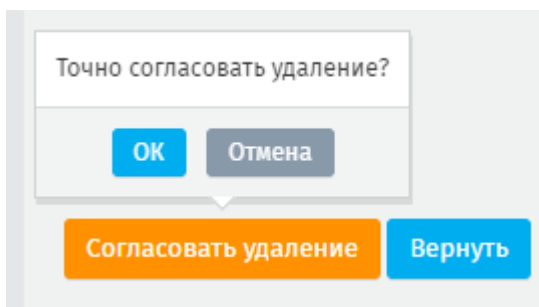 Точно согласовать удаление?
ОК Отмена
Согласовать удаление Вернуть